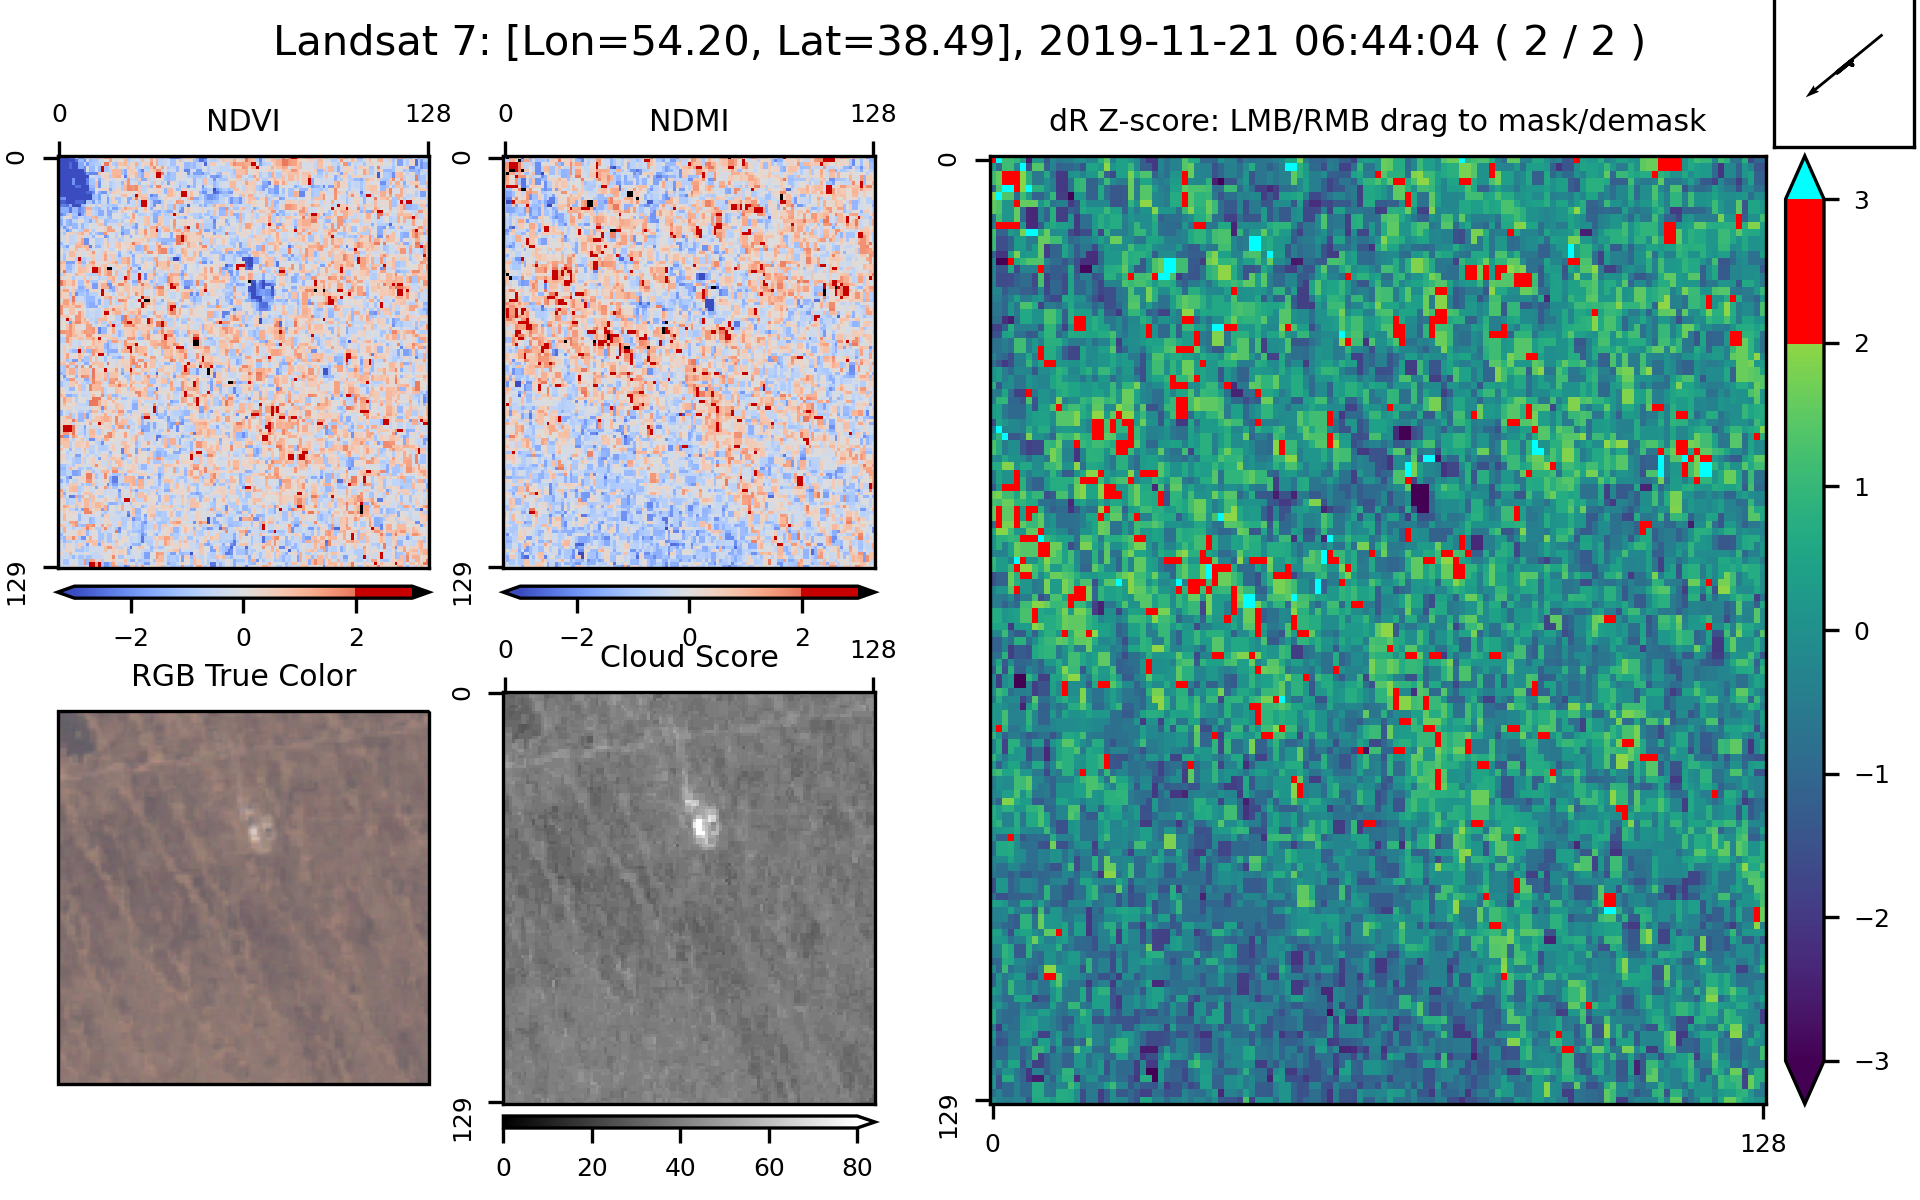 Landsat 7: [Lon=54.20, Lat=38.49], 2019-11-21 06:44:04 ( 2 / 2 )
0 NDVI 128
0
129
−2 0 2
0 NDMI 128
0
129
−2 0 2
dR Z-score: LMB/RMB drag to mask/demask
0
129
0 128
3
2
1
0
−1
−2
−3
RGB True Color
0 Cloud Score 128
0
129
0 20 40 60 80